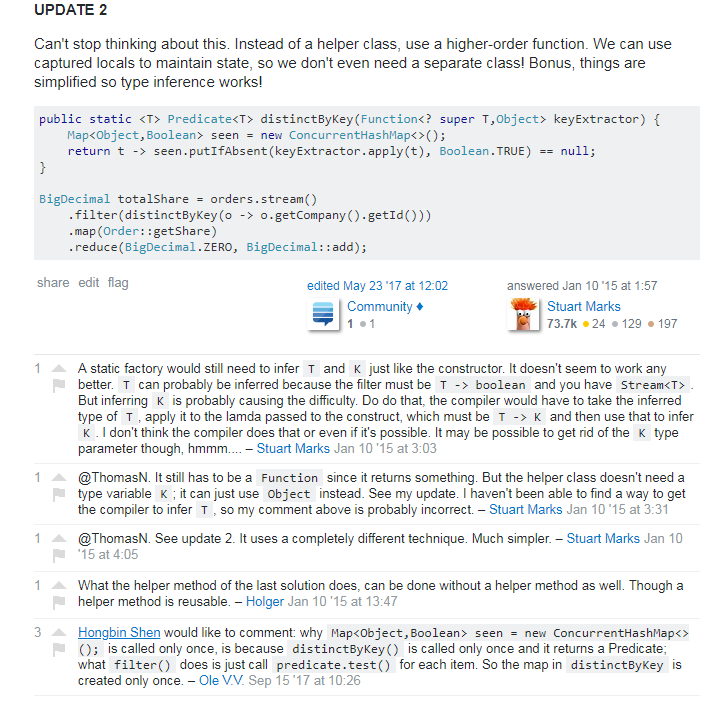 UPDATE 2
Can't stop thinking about this. Instead of a helper class, use a higher-order function. We can use
captured locals to maintain state, so we don't even need a separate class! Bonus, things are
simplified so type inference works!
public static <T> Predicate<T> distinctByKey(Function<? super T,Object> keyExtractor) {
    Map<Object,Boolean> seen = new ConcurrentHashMap<>();
    return t -> seen.putIfAbsent(keyExtractor.apply(t), Boolean.TRUE) == null;
}
BigDecimal totalShare = orders.stream()
    .filter(distinctByKey(o -> o.getCompany().getId()))
    .map(Order::getShare)
    .reduce(BigDecimal.ZERO, BigDecimal::add);
share edit flag
edited May 23 '17 at 12:02
Community ♦
1 ●1
answered Jan 10 '15 at 1:57
Stuart Marks
73.7k ●24 ●129 ●197
1 A static factory would still need to infer T and K just like the constructor. It doesn't seem to work any
better. T can probably be inferred because the filter must be T -> boolean and you have Stream<T>.
But inferring K is probably causing the difficulty. Do do that, the compiler would have to take the inferred
type of T, apply it to the lamda passed to the construct, which must be T -> K and then use that to infer
K. I don't think the compiler does that or even if it's possible. It may be possible to get rid of the K type
parameter though, hmmm.... – Stuart Marks Jan 10 '15 at 3:03
1 @ThomasN. It still has to be a Function since it returns something. But the helper class doesn't need a
type variable K; it can just use Object instead. See my update. I haven't been able to find a way to get
the compiler to infer T, so my comment above is probably incorrect. – Stuart Marks Jan 10 '15 at 3:31
1 @ThomasN. See update 2. It uses a completely different technique. Much simpler. – Stuart Marks Jan 10
'15 at 4:05
1 What the helper method of the last solution does, can be done without a helper method as well. Though a
helper method is reusable. – Holger Jan 10 '15 at 13:47
3 Hongbin Shen would like to comment: why Map<Object,Boolean> seen = new ConcurrentHashMap<>
(); is called only once, is because distinctByKey() is called only once and it returns a Predicate;
what filter() does is just call predicate.test() for each item. So the map in distinctByKey is
created only once. – Ole V.V. Sep 15 '17 at 10:26